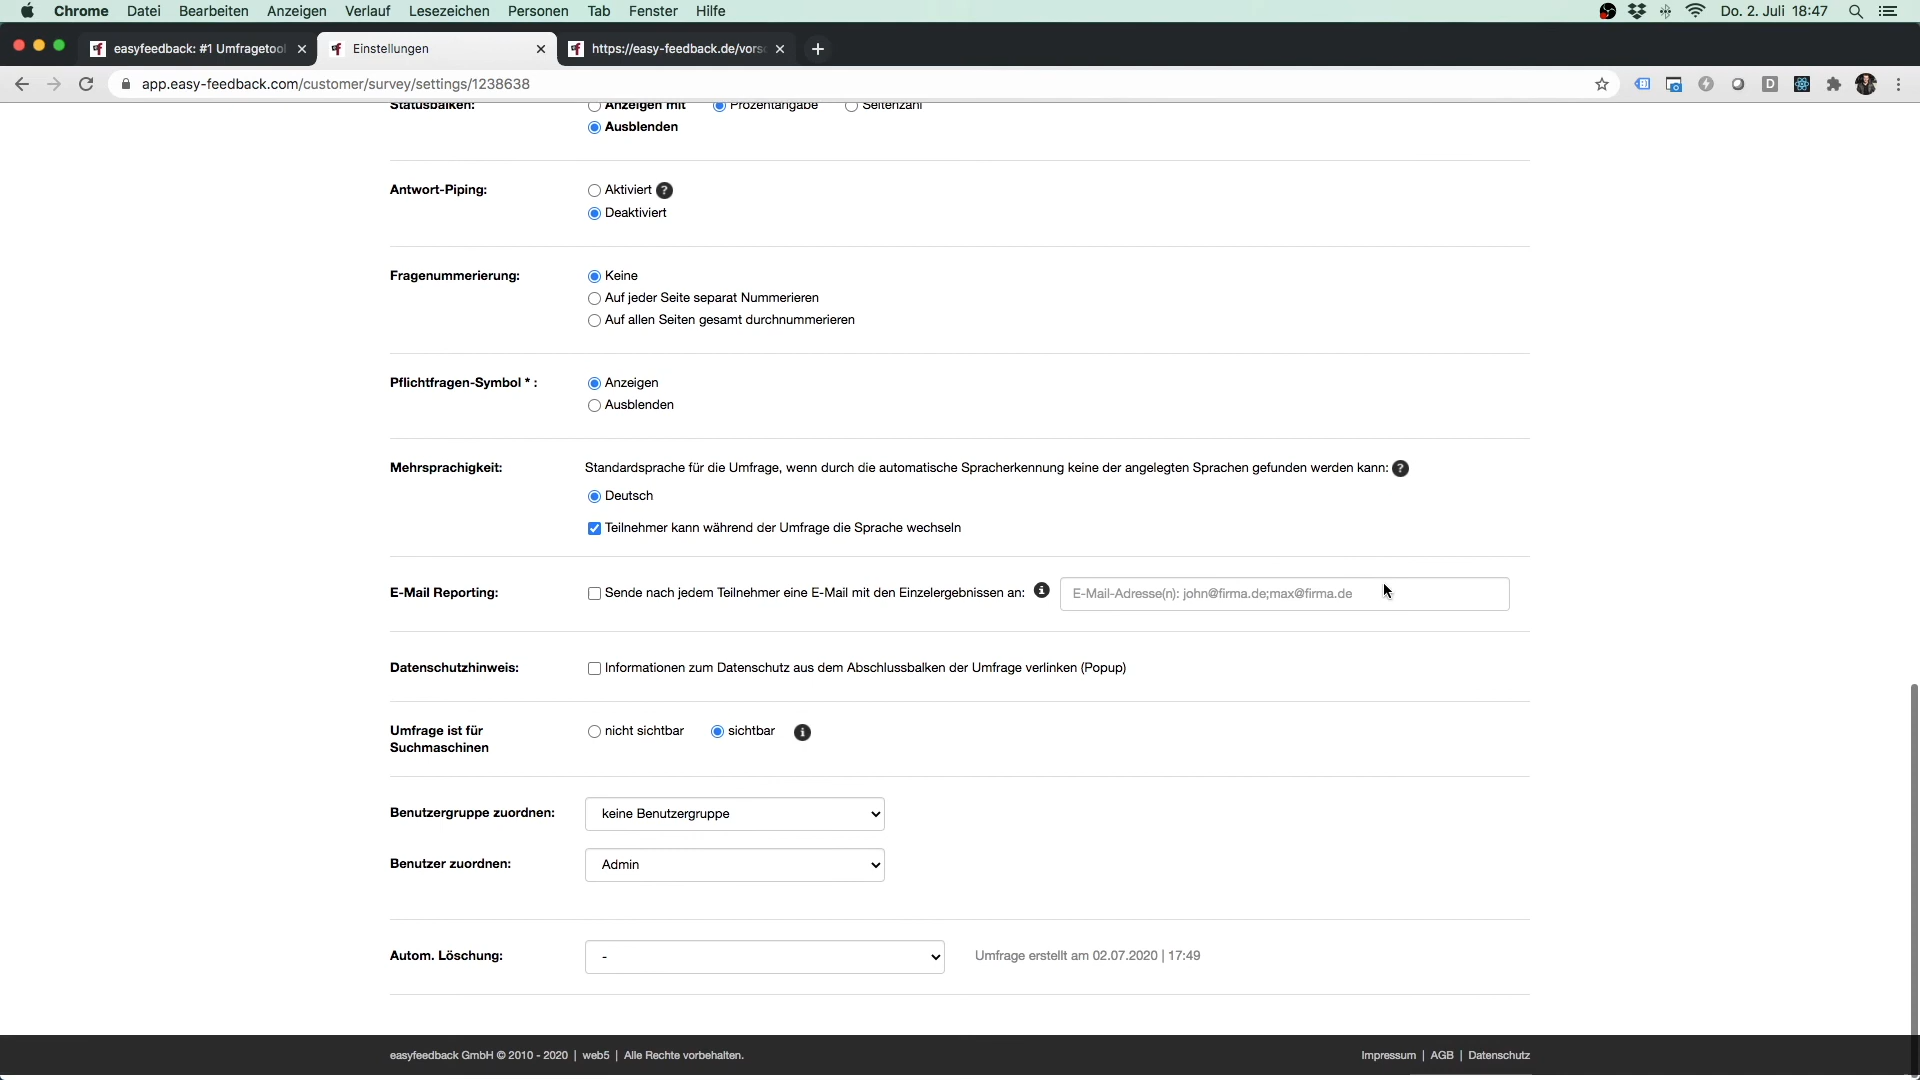 Chrome Datei Bearbeiten Anzeigen Verlauf Lesezeichen Personen Tab Fenster Hilfe Do. 2. Juli 18:47
easyfeedback: #1 Umfragetool Einstellungen https://easy-feedback.de/vors
app.easy-feedback.com/customer/survey/settings/1238638
Statusbalken: Anzeigen mit Prozentangabe Seitenzahl
Ausblenden
Antwort-Piping: Aktiviert ?
Deaktiviert
Fragenummerierung: Keine
Auf jeder Seite separat Nummerieren
Auf allen Seiten gesamt durchnummerieren
Pflichtfragen-Symbol * : Anzeigen
Ausblenden
Mehrsprachigkeit: Standardsprache für die Umfrage, wenn durch die automatische Spracherkennung keine der angelegten Sprachen gefunden werden kann: ?
Deutsch
Teilnehmer kann während der Umfrage die Sprache wechseln
E-Mail Reporting: Sende nach jedem Teilnehmer eine E-Mail mit den Einzelergebnissen an: i E-Mail-Adresse(n): john@firma.de;max@firma.de
Datenschutzhinweis: Informationen zum Datenschutz aus dem Abschlussbalken der Umfrage verlinken (Popup)
Umfrage ist für
Suchmaschinen nicht sichtbar sichtbar i
Benutzergruppe zuordnen: keine Benutzergruppe
Benutzer zuordnen: Admin
Autom. Löschung: - Umfrage erstellt am 02.07.2020 | 17:49
easyfeedback GmbH © 2010 - 2020 | web5 | Alle Rechte vorbehalten. Impressum | AGB | Datenschutz